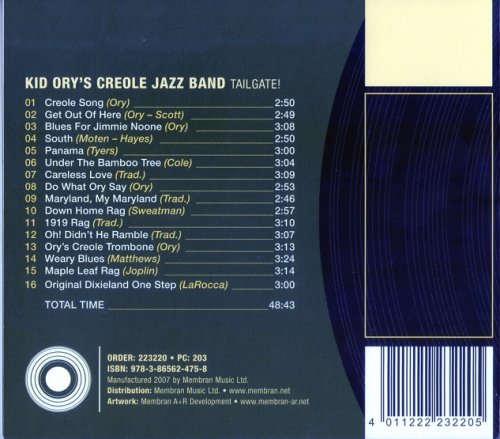 KID ORY'S CREOLE JAZZ BAND TAILGATE!
01 Creole Song (Ory) 2:50
02 Get Out Of Here (Ory – Scott) 2:49
03 Blues For Jimmie Noone (Ory) 3:08
04 South (Moten – Hayes) 2:50
05 Panama (Tyers) 3:00
06 Under The Bamboo Tree (Cole) 3:04
07 Careless Love (Trad.) 3:09
08 Do What Ory Say (Ory) 2:53
09 Maryland, My Maryland (Trad.) 2:46
10 Down Home Rag (Sweatman) 2:57
11 1919 Rag (Trad.) 3:10
12 Oh! Didn't He Ramble (Trad.) 3:07
13 Ory's Creole Trombone (Ory) 3:13
14 Weary Blues (Matthews) 3:24
15 Maple Leaf Rag (Joplin) 3:14
16 Original Dixieland One Step (LaRocca) 3:00
TOTAL TIME 48:43
ORDER: 223220 • PC: 203
ISBN: 978-3-86562-475-8
Manufactured 2007 by Membran Music Ltd.
Distribution: Membran Music Ltd. • www.membran.net
Artwork: Membran A+R Development • www.membran-ar.net
4 011222 232205